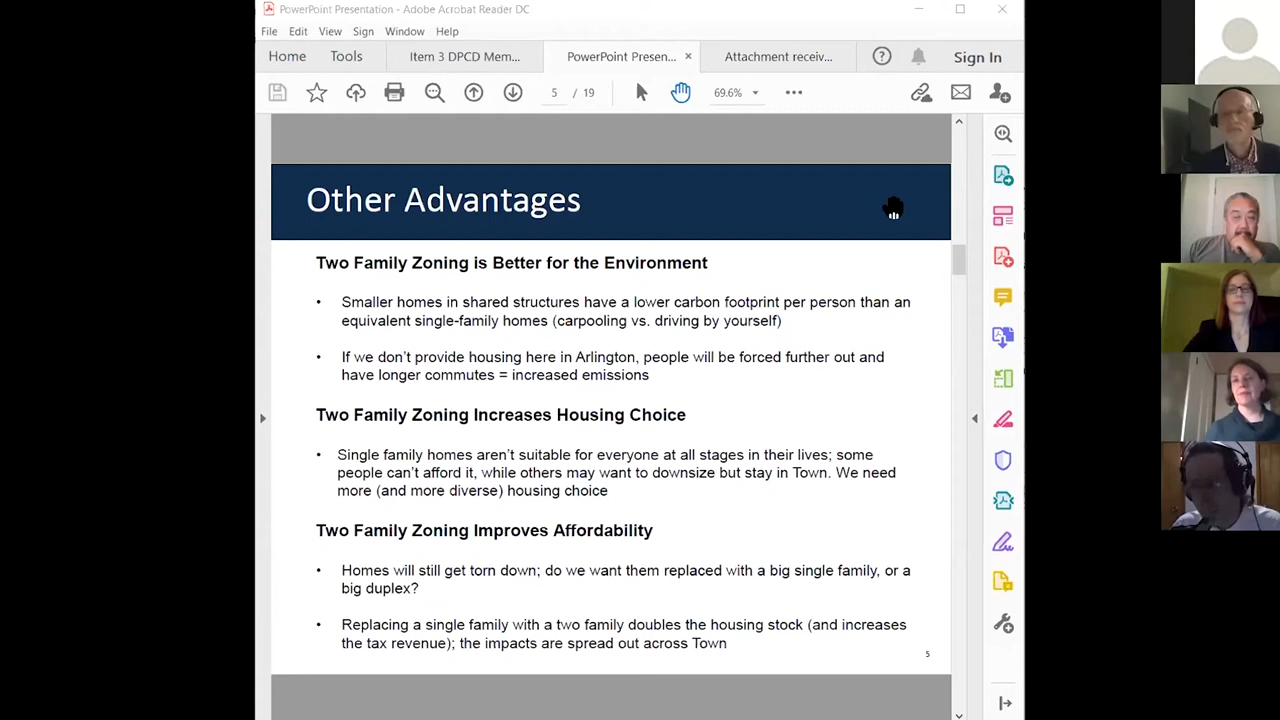 PowerPoint Presentation - Adobe Acrobat Reader DC
File Edit View Sign Window Help
Home Tools Item 3 DPCD Mem... PowerPoint Presen... × Attachment receiv... Sign In
5 / 19 69.6%
Other Advantages
Two Family Zoning is Better for the Environment
• Smaller homes in shared structures have a lower carbon footprint per person than an
equivalent single-family homes (carpooling vs. driving by yourself)
• If we don't provide housing here in Arlington, people will be forced further out and
have longer commutes = increased emissions
Two Family Zoning Increases Housing Choice
• Single family homes aren't suitable for everyone at all stages in their lives; some
people can't afford it, while others may want to downsize but stay in Town. We need
more (and more diverse) housing choice
Two Family Zoning Improves Affordability
• Homes will still get torn down; do we want them replaced with a big single family, or a
big duplex?
• Replacing a single family with a two family doubles the housing stock (and increases
the tax revenue); the impacts are spread out across Town
5